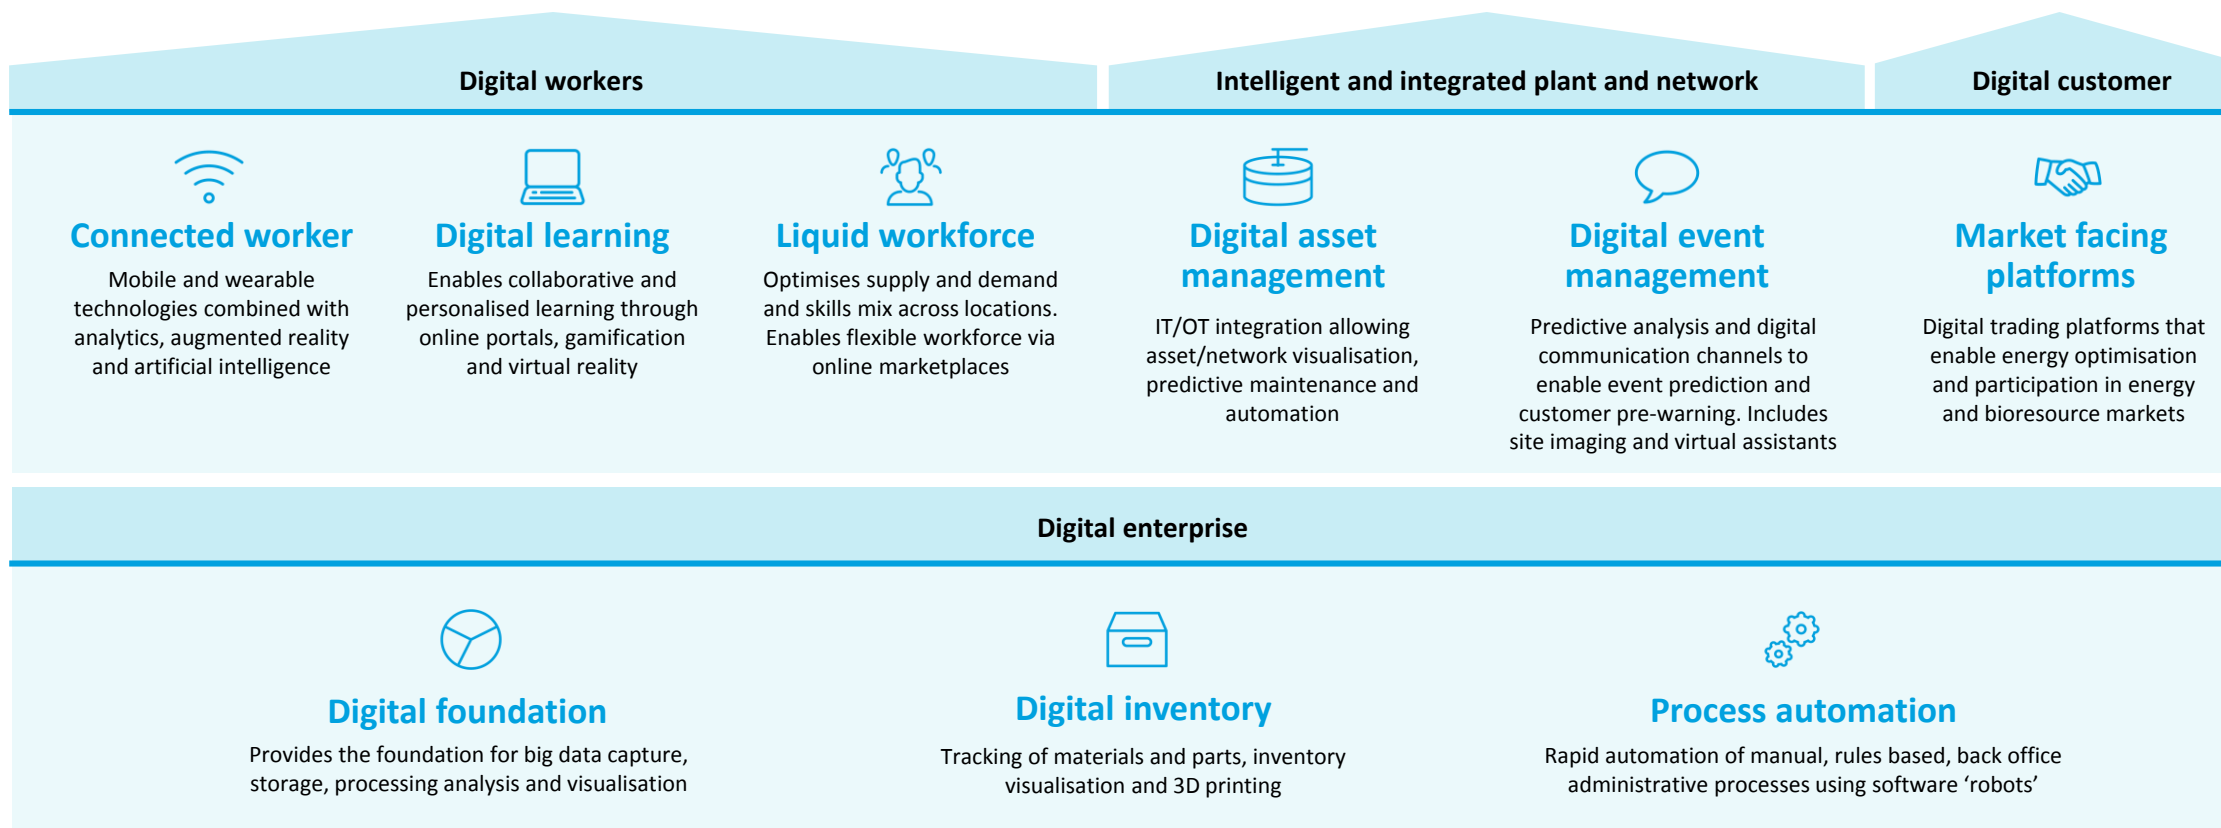 Digital workers
Intelligent and integrated plant and network
Digital customer
Connected worker
Mobile and wearable
technologies combined with
analytics, augmented reality
and artificial intelligence
Digital learning
Enables collaborative and
personalised learning through
online portals, gamification
and virtual reality
Liquid workforce
Optimises supply and demand
and skills mix across locations.
Enables flexible workforce via
online marketplaces
Digital asset
management
IT/OT integration allowing
asset/network visualisation,
predictive maintenance and
automation
Digital event
management
Predictive analysis and digital
communication channels to
enable event prediction and
customer pre-warning. Includes
site imaging and virtual assistants
Market facing
platforms
Digital trading platforms that
enable energy optimisation
and participation in energy
and bioresource markets
Digital enterprise
Digital foundation
Provides the foundation for big data capture,
storage, processing analysis and visualisation
Digital inventory
Tracking of materials and parts, inventory
visualisation and 3D printing
Process automation
Rapid automation of manual, rules based, back office
administrative processes using software ‘robots’